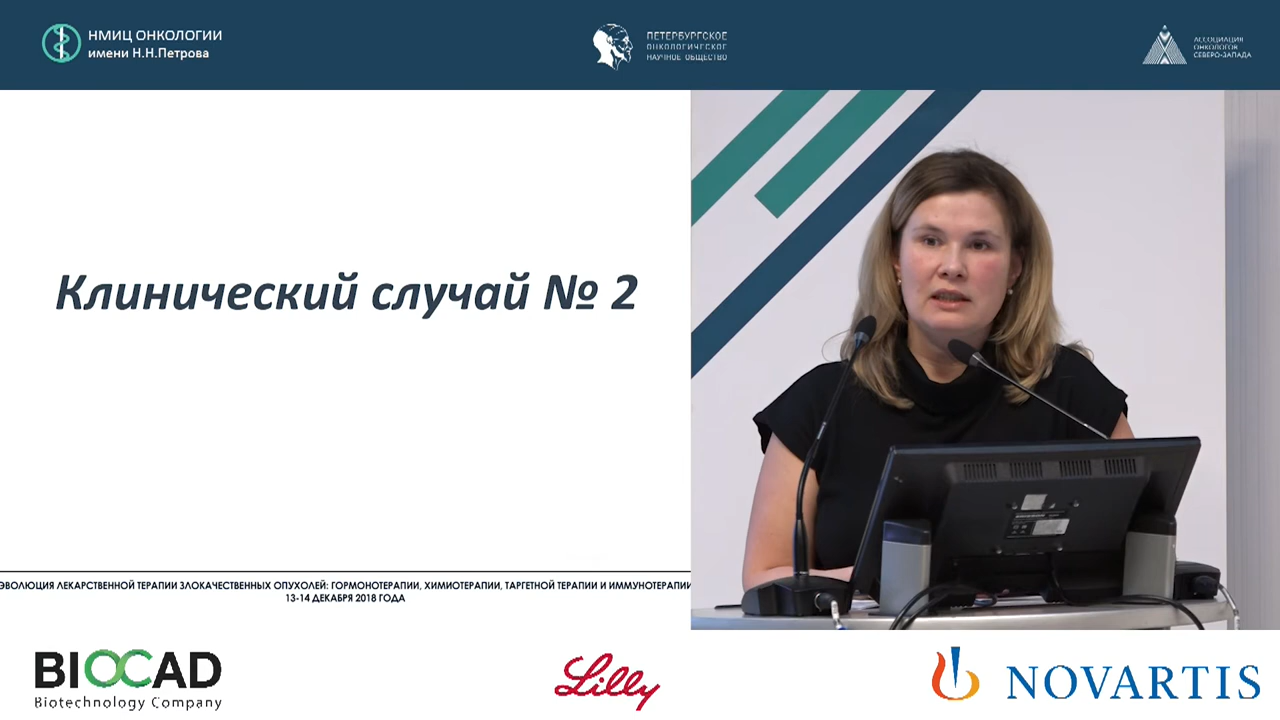 НМИЦ ОНКОЛОГИИ
имени Н.Н.Петрова
ПЕТЕРБУРГСКОЕ
ОНКОЛОГИЧЕСКОЕ
НАУЧНОЕ ОБЩЕСТВО
АССОЦИАЦИЯ
ОНКОЛОГОВ
СЕВЕРО-ЗАПАДА
Клинический случай № 2
ЭВОЛЮЦИЯ ЛЕКАРСТВЕННОЙ ТЕРАПИИ ЗЛОКАЧЕСТВЕННЫХ ОПУХОЛЕЙ: ГОРМОНОТЕРАПИИ, ХИМИОТЕРАПИИ, ТАРГЕТНОЙ ТЕРАПИИ И ИММУНОТЕРАПИИ
13-14 ДЕКАБРЯ 2018 ГОДА
BIOCAD
Biotechnology Company
Lilly
NOVARTIS